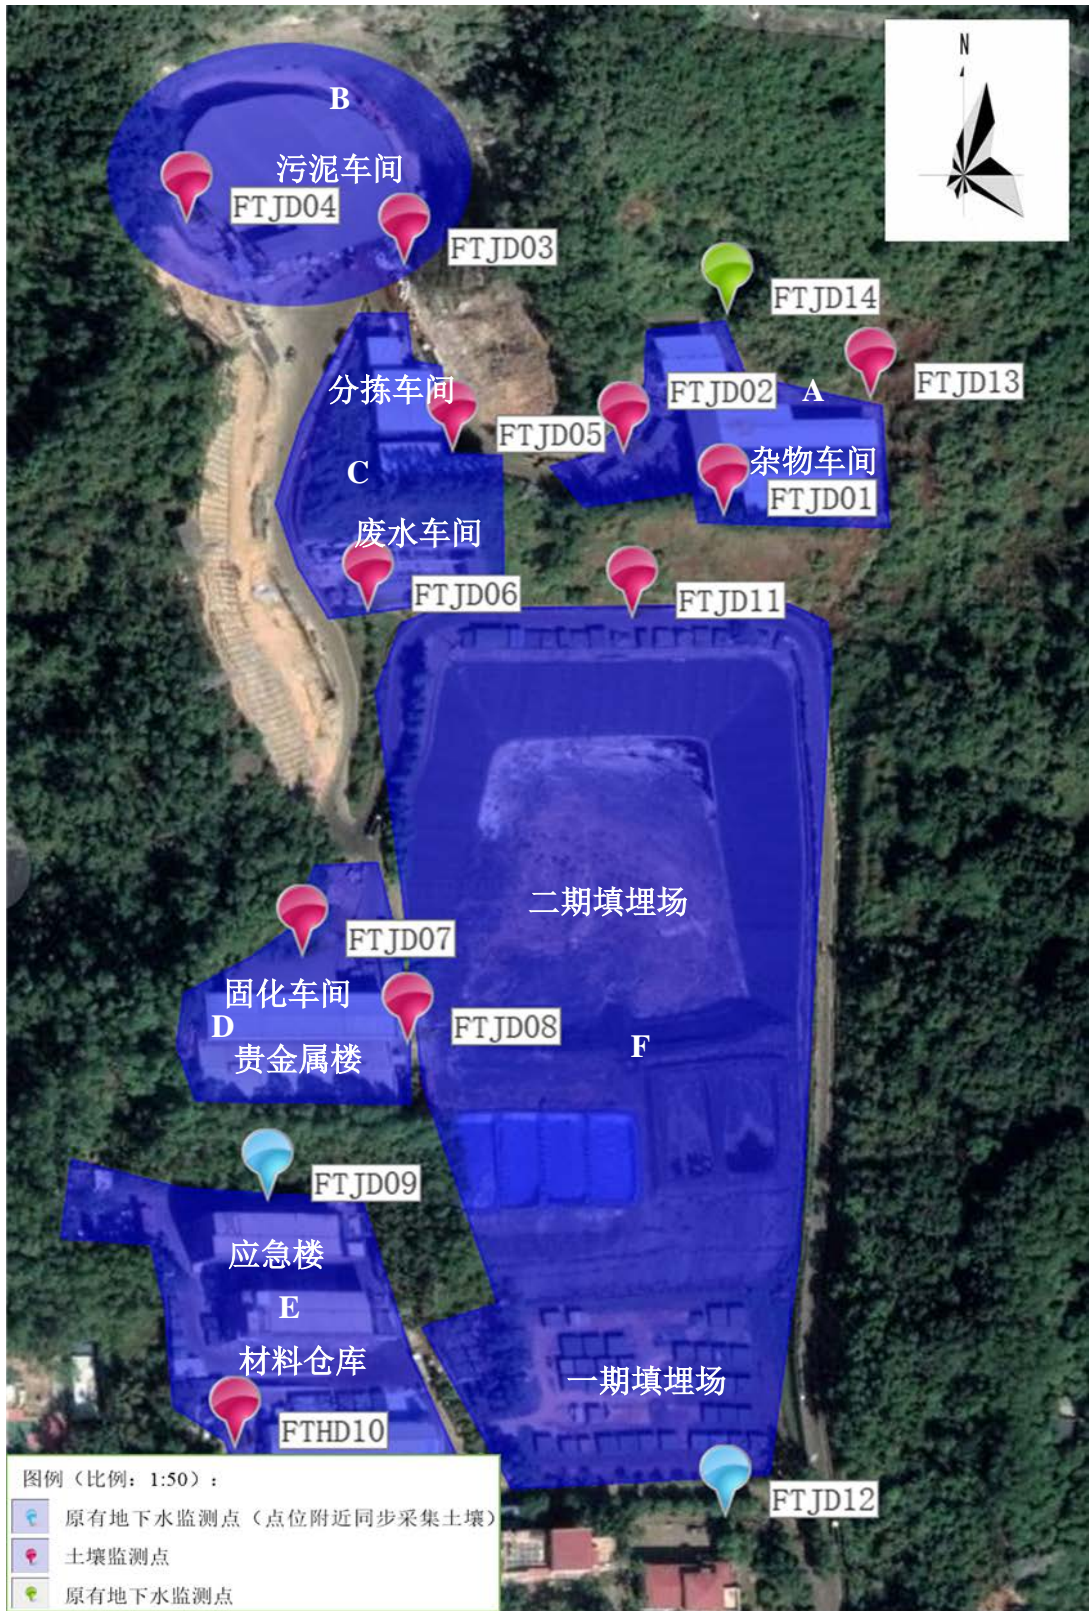 N
B
污泥车间
FTJD04
FTJD03
FTJD14
FTJD13
分拣车间
FTJD02
A
FTJD05
C
杂物车间
FTJD01
废水车间
FTJD06
FTJD11
二期填埋场
FTJD07
固化车间
D
FTJD08
F
贵金属楼
FTJD09
应急楼
E
材料仓库
一期填埋场
FTHD10
FTJD12
图例（比例：1:50）：
原有地下水监测点（点位附近同步采集土壤）
土壤监测点
原有地下水监测点